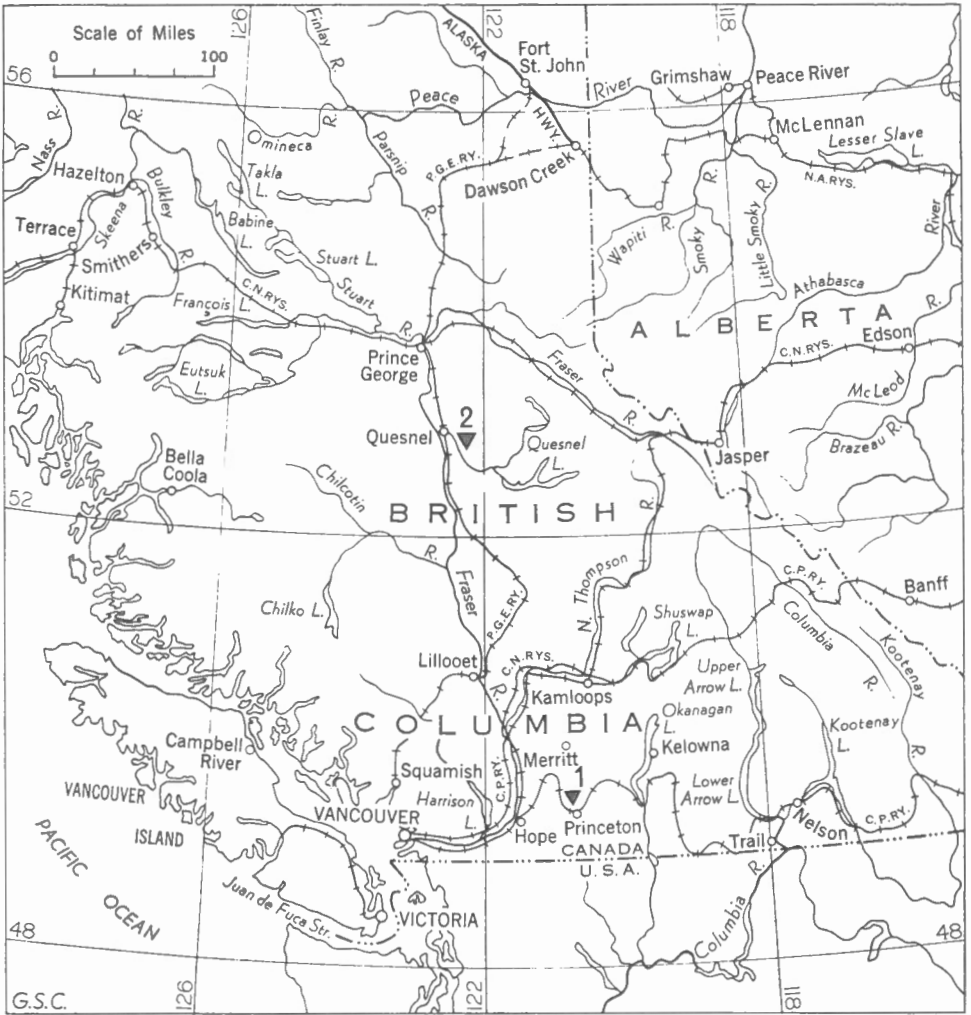 126
122
118
Scale of Miles
0 100
56
Finlay R.
ALASKA
HWY.
Fort
St. John
Grimshaw
Peace River
Peace
River
McLennan
Lesser Slave
L.
N.A.RYS.
Nass R.
R.
Omineca
R.
Parsnip
R.
P.G.E.RY.
Dawson Creek
Hazelton
Bulkley
R.
Takla
L.
Babine
L.
Skeena
Terrace
Smithers
Kitimat
Stuart L.
Stuart
R.
C.N.RYS.
François
L.
Eutsuk
L.
Wapiti R.
Smoky
R.
Little Smoky
R.
Athabasca
River
ALBERTA
R.
Edson
C.N.RYS.
McLeod
Brazeau R.
Prince
George
Fraser
R.
Jasper
Quesnel
2
Quesnel
L.
Bella
Coola
52
Chilcotin
R.
BRITISH
Fraser
Chilko L.
P.G.E.RY.
N. Thompson
R.
C.P.RY.
Banff
Shuswap
L.
Columbia
R.
Kootenay
R.
Lillooet
R.
C.N.RYS.
Kamloops
Upper
Arrow L.
COLUMBIA
Okanagan
L.
Kootenay
L.
Campbell
River
Merritt
Kelowna
1
Squamish
C.P.RY.
Lower
Arrow L.
VANCOUVER
ISLAND
VANCOUVER
Harrison
L.
Hope
Princeton
Nelson
C.P.RY.
Trail
CANADA
U.S.A.
PACIFIC
OCEAN
Juan de Fuca Str.
VICTORIA
Columbia
R.
48
48
G.S.C.
126
122
118